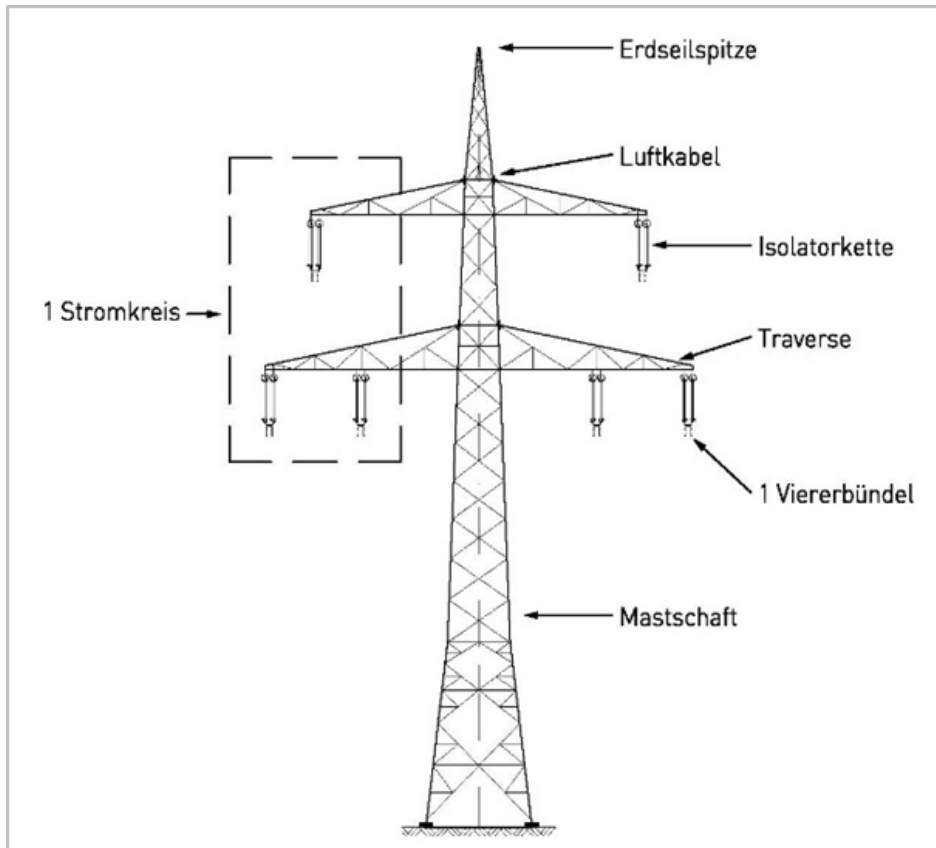 Erdseilspitze
Luftkabel
Isolatorkette
1 Stromkreis
Traverse
1 Viererbündel
Mastschaft